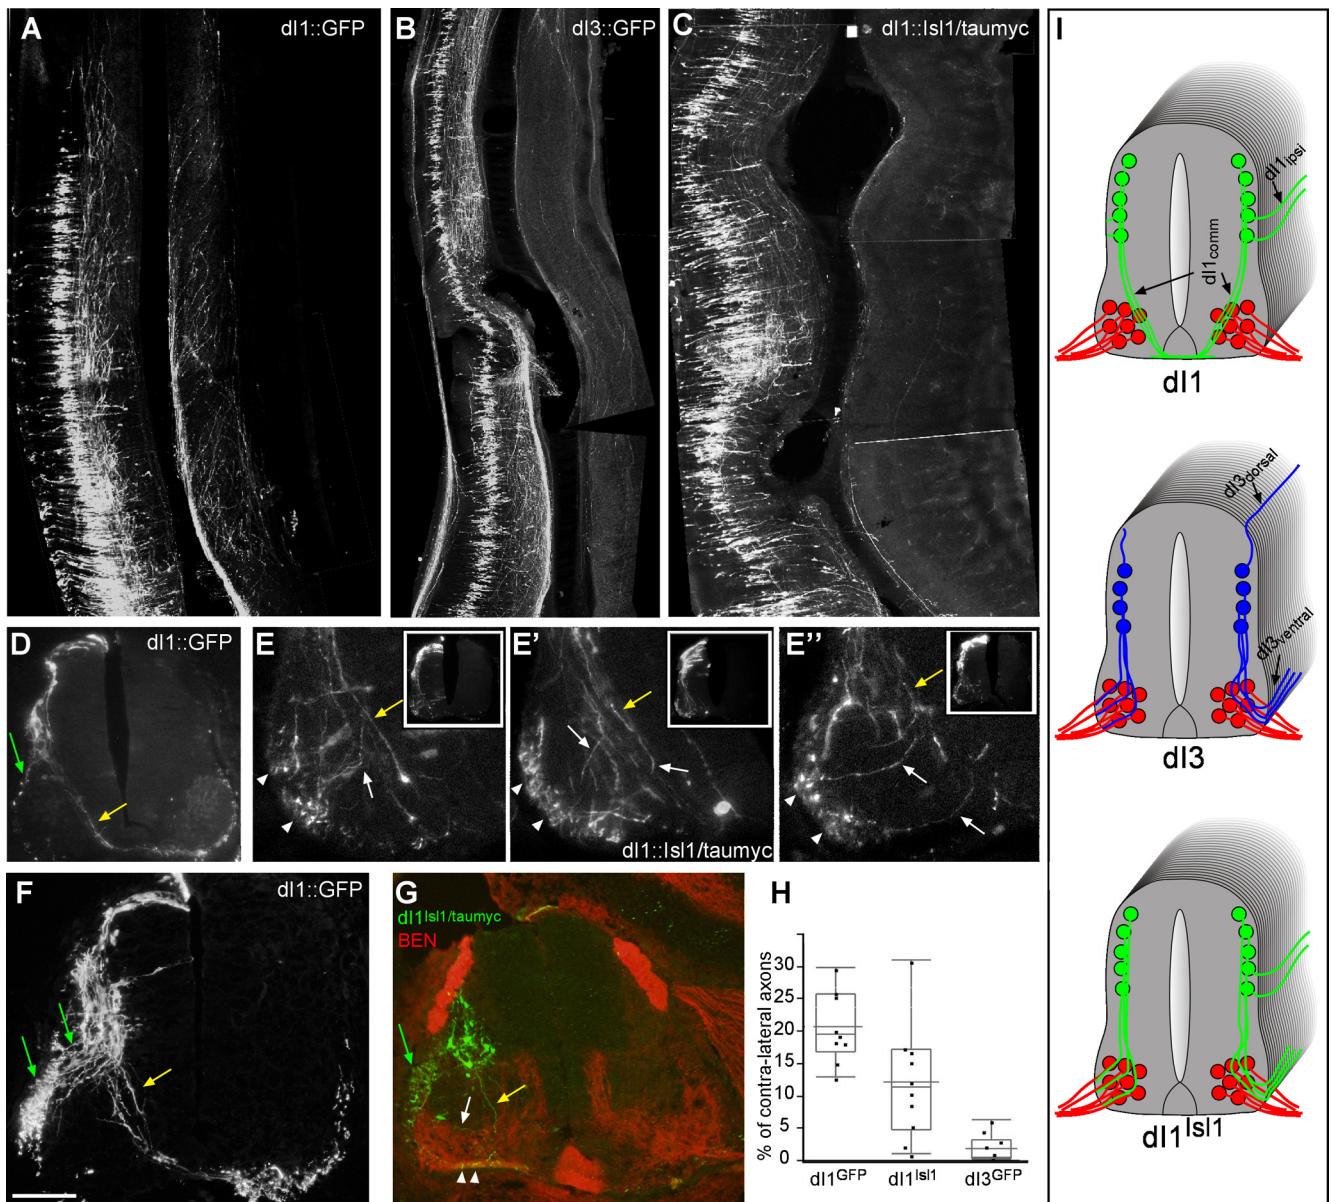 A
dI1::GFP
B
dI3::GFP
C
dI1::Isl1/taumyc
I
dI1ipsi
dI1comm
dI1
D
dI1::GFP
E
E'
dI1::Isl1/taumyc
E''
dI3dorsal
dI3ventral
dI3
F
dI1::GFP
G
dI1Isl1/taumyc
BEN
H
% of contra-lateral axons
30
25
20
15
10
5
0
dI1GFP
dI1Isl1
dI3GFP
dI1Isl1